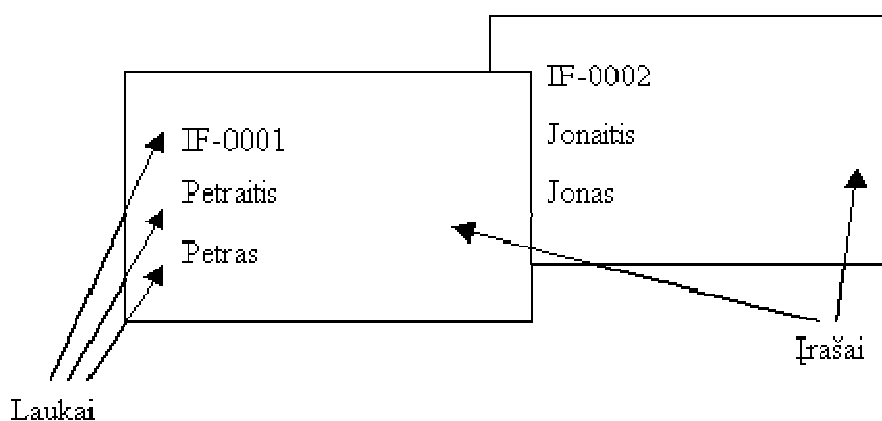 IF-0002
Jonaitis
Jonas
IF-0001
Petraitis
Petras
Įrašai
Laukai